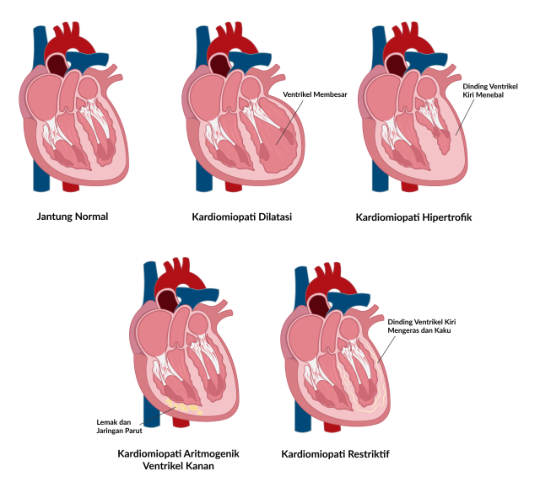 Ventrikel Membesar
Dinding Ventrikel
Kiri Menebal
Jantung Normal
Kardiomiopati Dilatasi
Kardiomiopati Hipertrofik
Dinding Ventrikel Kiri
Mengeras dan Kaku
Lemak dan
Jaringan Parut
Kardiomiopati Aritmogenik
Ventrikel Kanan
Kardiomiopati Restriktif